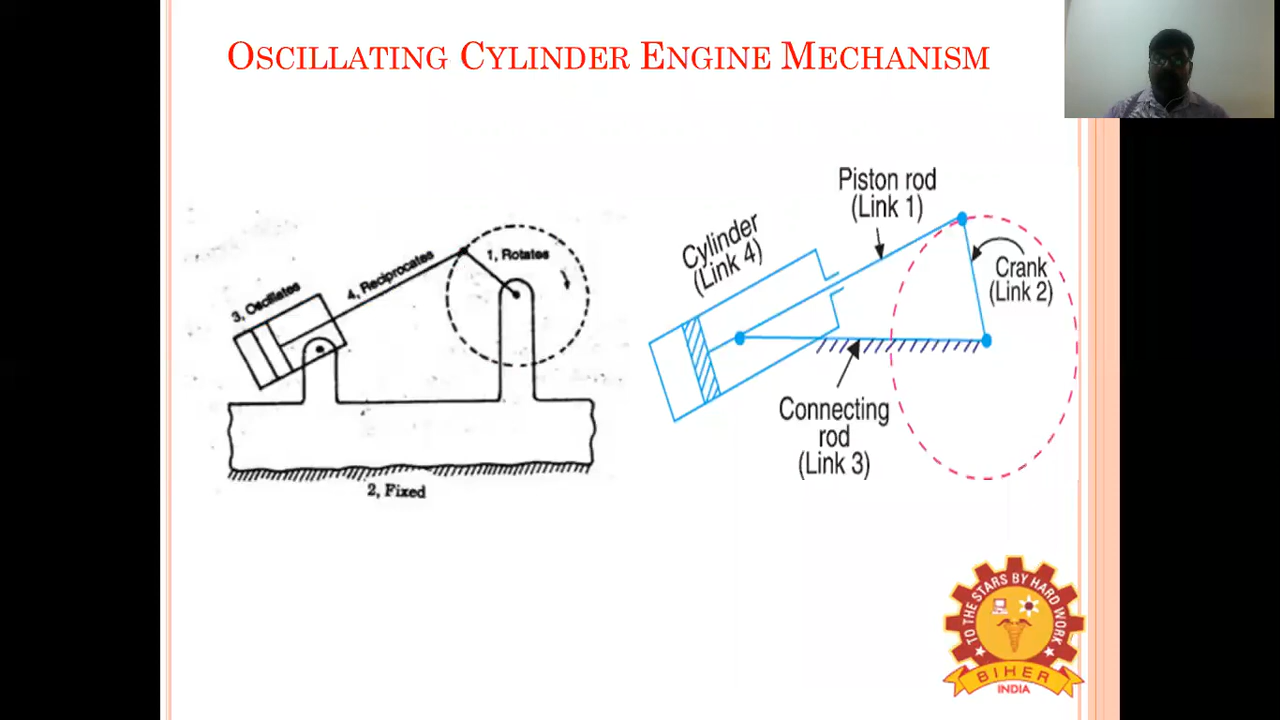 OSCILLATING CYLINDER ENGINE MECHANISM
3, Oscillates
4, Reciprocates
1, Rotates
2, Fixed
Piston rod
(Link 1)
Cylinder
(Link 4)
Crank
(Link 2)
Connecting
rod
(Link 3)
TO THE STARS BY HARD WORK
BIHER
INDIA